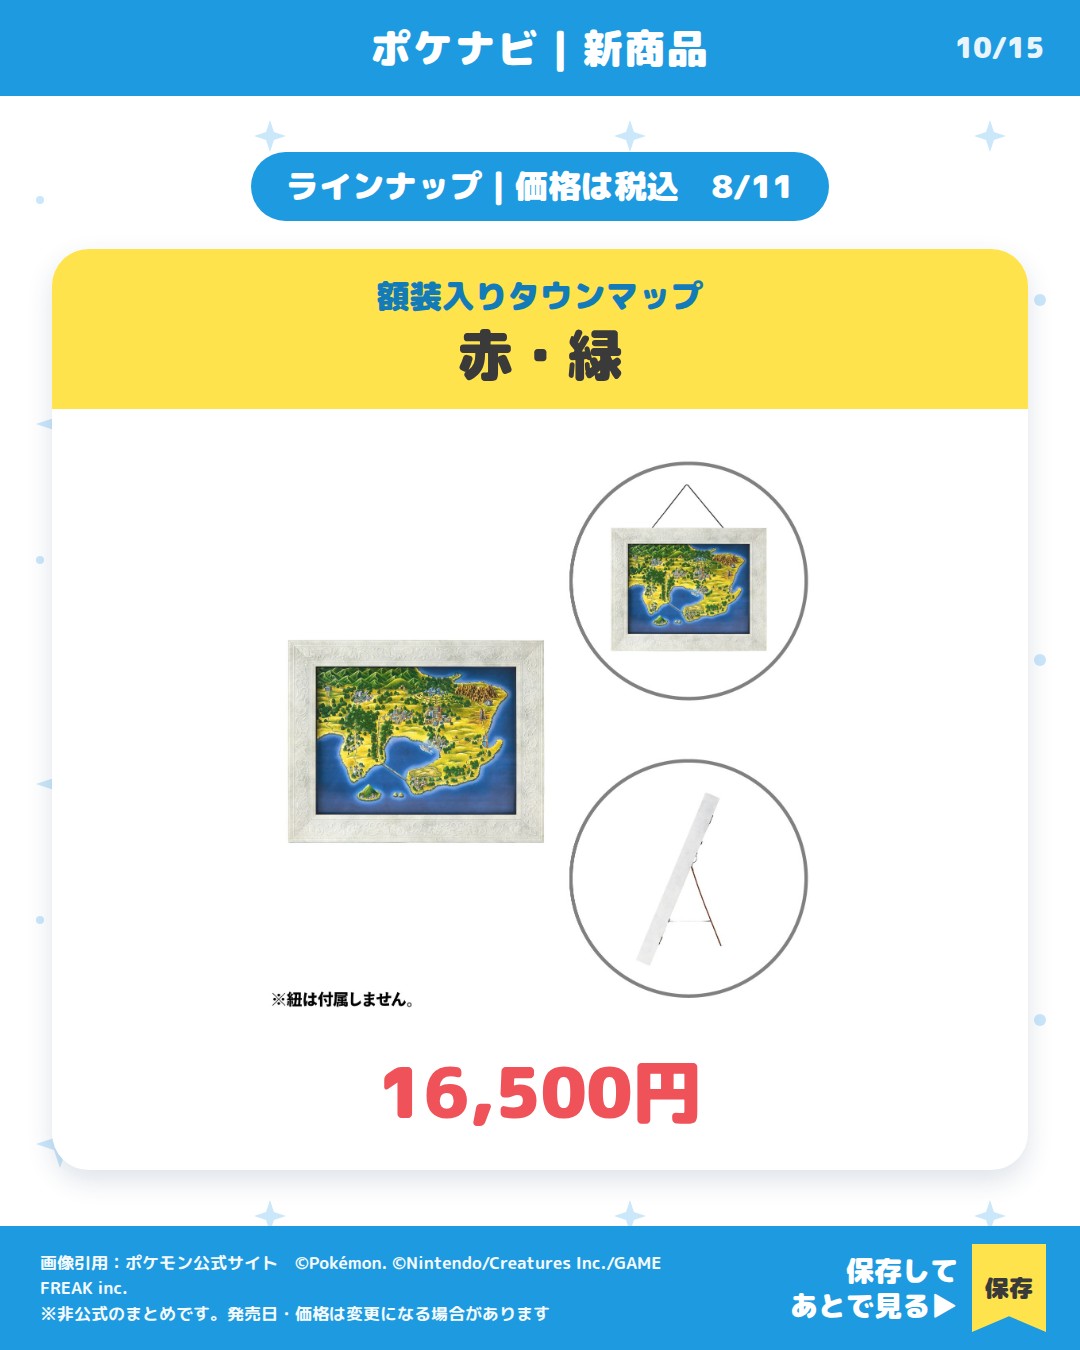 ポケナビ | 新商品
10/15
ラインナップ | 価格は税込　8/11
額装入りタウンマップ
赤・緑
※紐は付属しません。
16,500円
画像引用：ポケモン公式サイト　©Pokémon. ©Nintendo/Creatures Inc./GAME
FREAK inc.
※非公式のまとめです。発売日・価格は変更になる場合があります
保存して
あとで見る▶
保存